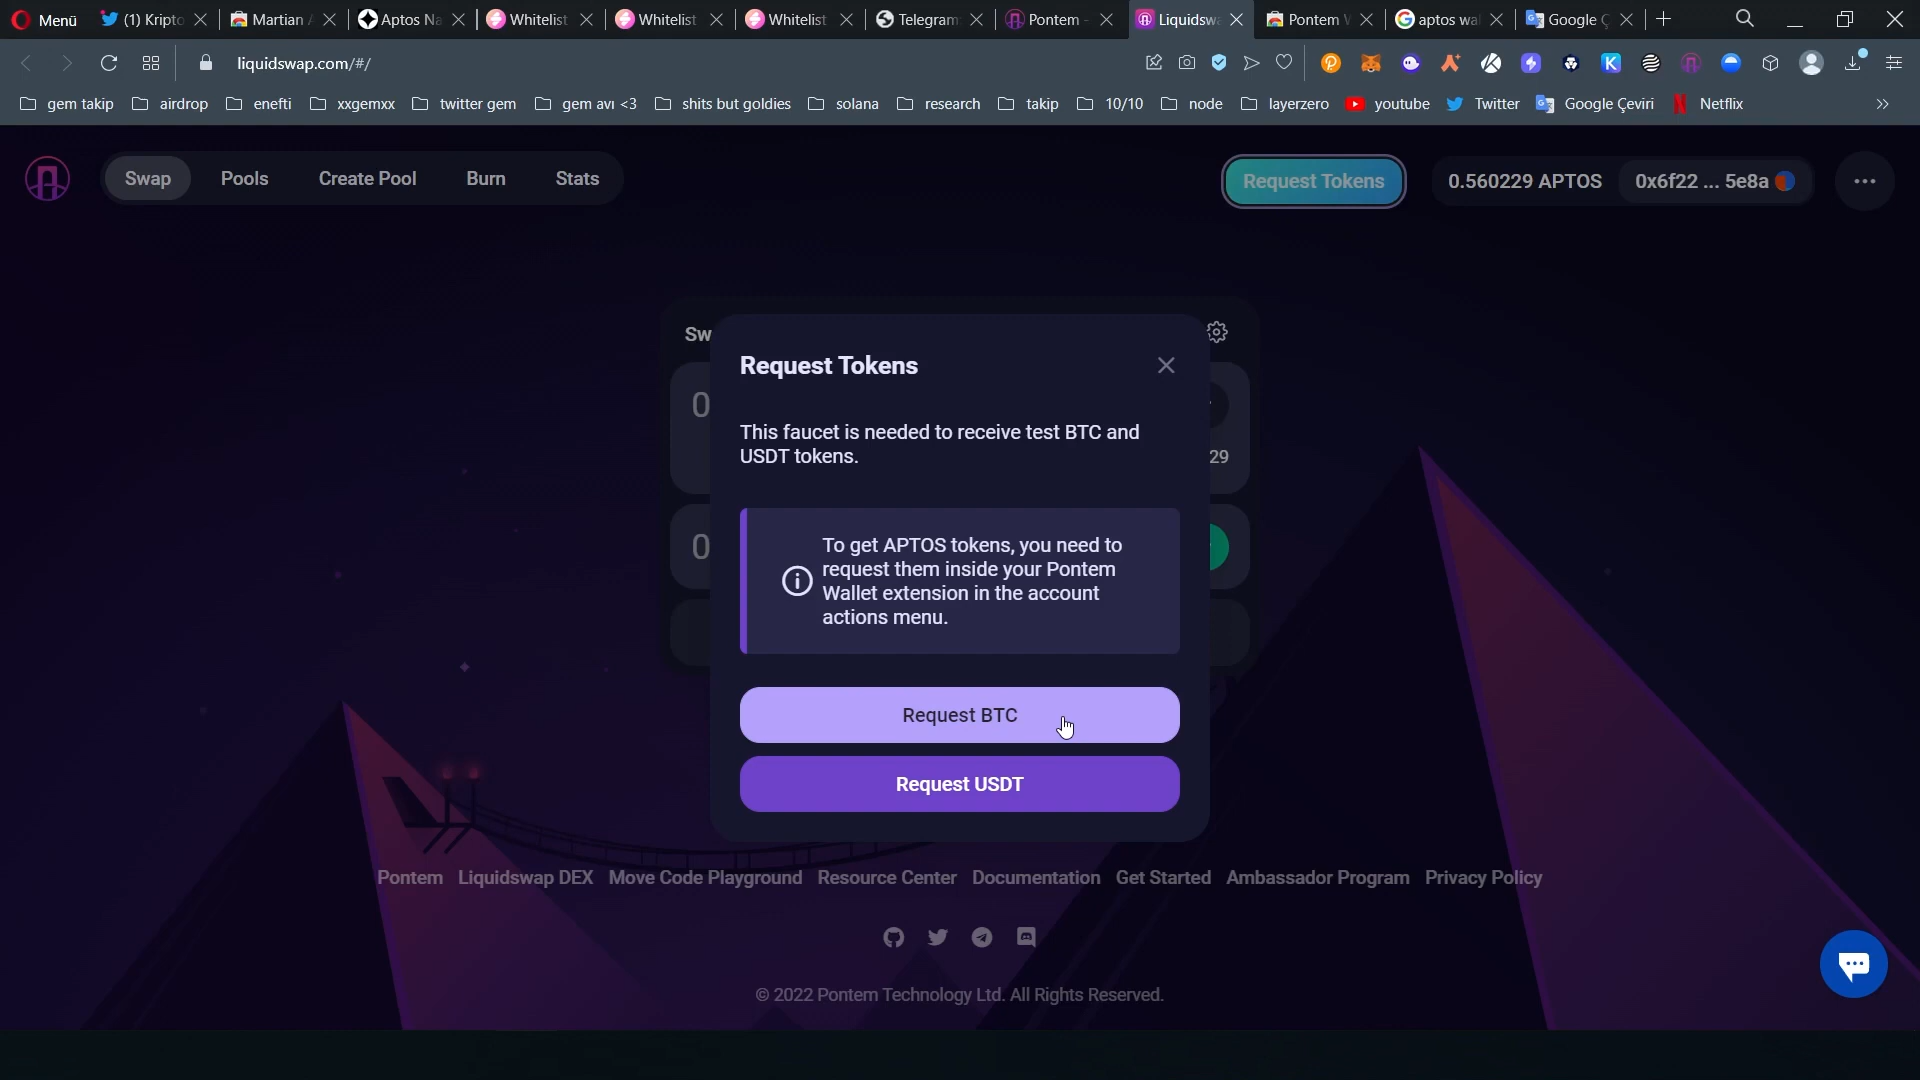 Menü
(1) Kripto
Martian
Aptos Na
Whitelist
Whitelist
Whitelist
Telegram
Pontem -
Liquidswa
Pontem
aptos wa
Google Ç
liquidswap.com/#/
gem takip
airdrop
enefti
xxgemxx
twitter gem
gem avı <3
shits but goldies
solana
research
takip
10/10
node
layerzero
youtube
Twitter
Google Çeviri
Netflix
Swap
Pools
Create Pool
Burn
Stats
Request Tokens
0.560229 APTOS
0x6f22 ... 5e8a
Sw
0
29
0
Request Tokens
This faucet is needed to receive test BTC and
USDT tokens.
To get APTOS tokens, you need to
request them inside your Pontem
Wallet extension in the account
actions menu.
Request BTC
Request USDT
Pontem
Liquidswap DEX
Move Code Playground
Resource Center
Documentation
Get Started
Ambassador Program
Privacy Policy
© 2022 Pontem Technology Ltd. All Rights Reserved.